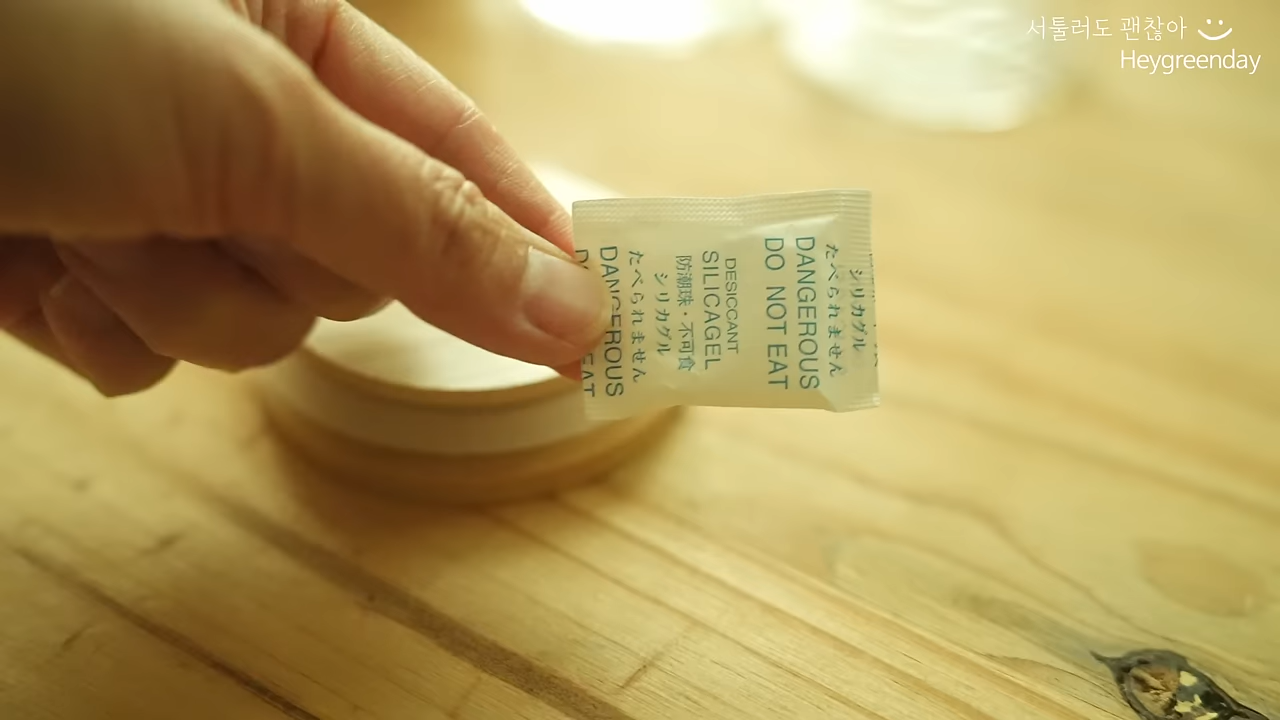 서툴러도 괜찮아
Heygreenday
シリカグル
たべられません
DANGEROUS
DO NOT EAT
DESICCANT
SILICAGEL
防潮珠・不可食
シリカグル
たべられません
DANGEROUS
EAT